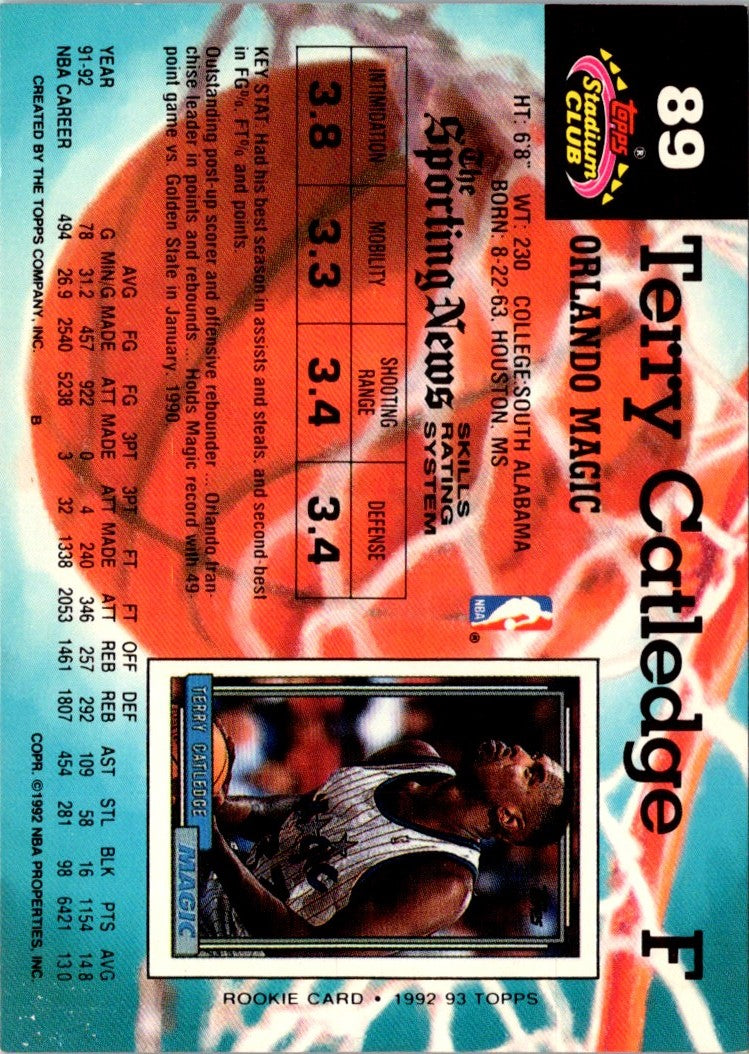 89
Terry Catledge F
topps®
Stadium
CLUB
ORLANDO MAGIC
HT: 6'8" WT: 230 COLLEGE: SOUTH ALABAMA
BORN: 8-22-63, HOUSTON, MS
NBA ®
The
Sporting News
SKILLS
RATING
SYSTEM
INTIMIDATION MOBILITY SHOOTING RANGE DEFENSE
3.8 3.3 3.4 3.4
KEY STAT: Had his best season in assists and steals, and second-best
in FG%, FT% and points
Outstanding post-up scorer and offensive rebounder ... Orlando fran-
chise leader in points and rebounds ... Holds Magic record with 49
point game vs. Golden State in January, 1990
AVG FG FG 3PT 3PT FT FT OFF DEF
YEAR G MIN/G MADE ATT MADE ATT MADE ATT REB REB AST STL BLK PTS AVG
91-92 78 31.2 457 922 0 4 240 346 257 292 109 58 16 1154 14.8
NBA CAREER 494 26.9 2540 5238 3 32 1338 2053 1461 1807 454 281 98 6421 13.0
CREATED BY THE TOPPS COMPANY, INC. B COPR. ©1992 NBA PROPERTIES, INC.
Topps
TERRY CATLEDGE
MAGIC
ROOKIE CARD • 1992 93 TOPPS